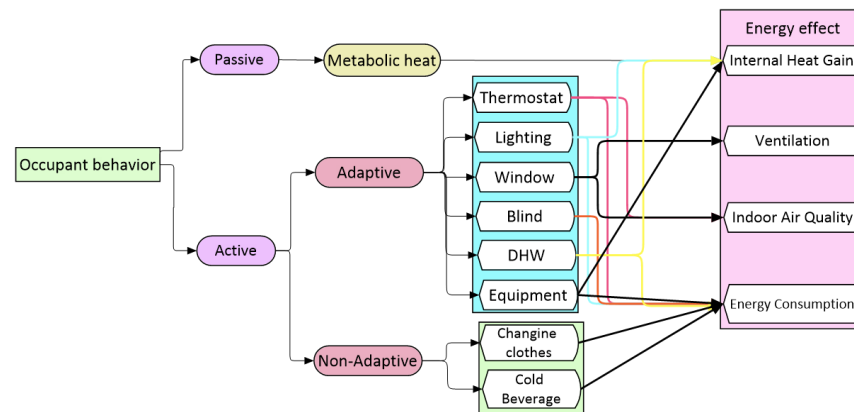 Energy effect
Passive
Metabolic heat
Internal Heat Gain
Thermostat
Lighting
Ventilation
Occupant behavior
Adaptive
Window
Blind
Indoor Air Quality
Active
DHW
Equipment
Energy Consumption
Changine
clothes
Non-Adaptive
Cold
Beverage